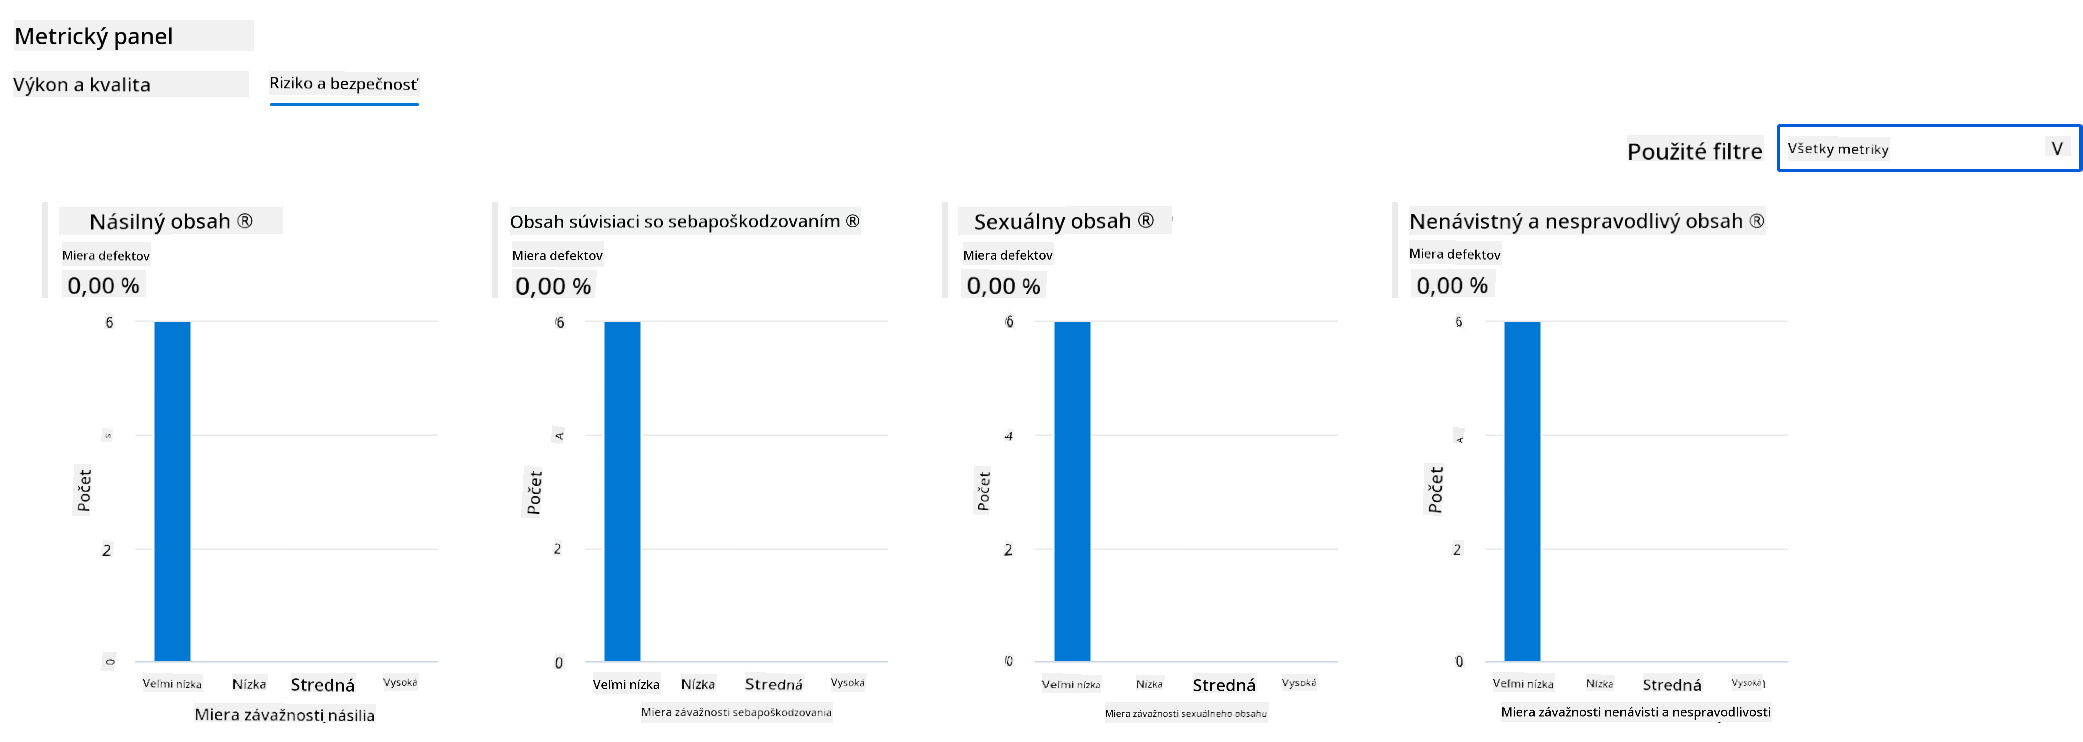 Metrický panel
Výkon a kvalita
Riziko a bezpečnosť
Použité filtre
Všetky metriky
V
Násilný obsah ®
Miera defektov
0,00 %
6
2
0
Počet
Veľmi nízka
Nízka
Stredná
Vysoká
Miera závažnosti násilia
Obsah súvisiaci so sebapoškodzovaním ®
Miera defektov
0,00 %
6
2
0
Počet
Veľmi nízka
Nízka
Stredná
Vysoká
Miera závažnosti sebapoškodzovania
Sexuálny obsah ®
Miera defektov
0,00 %
6
4
2
0
Počet
Veľmi nízka
Nízka
Stredná
Vysoká
Miera závažnosti sexuálneho obsahu
Nenávistný a nespravodlivý obsah ®
Miera defektov
0,00 %
6
2
0
Počet
Veľmi nízka
Nízka
Stredná
Vysoká
Miera závažnosti nenávisti a nespravodlivosti